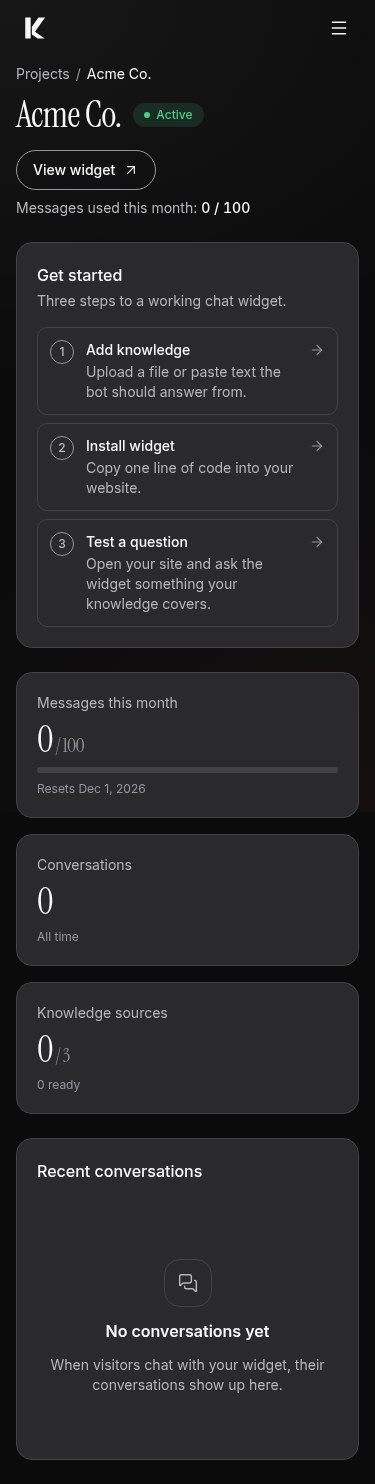 K
Projects / Acme Co.
Acme Co.
Active
View widget
Messages used this month: 0 / 100
Get started
Three steps to a working chat widget.
1
Add knowledge
Upload a file or paste text the
bot should answer from.
2
Install widget
Copy one line of code into your
website.
3
Test a question
Open your site and ask the
widget something your
knowledge covers.
Messages this month
0 / 100
Resets Dec 1, 2026
Conversations
0
All time
Knowledge sources
0 / 3
0 ready
Recent conversations
No conversations yet
When visitors chat with your widget, their
conversations show up here.